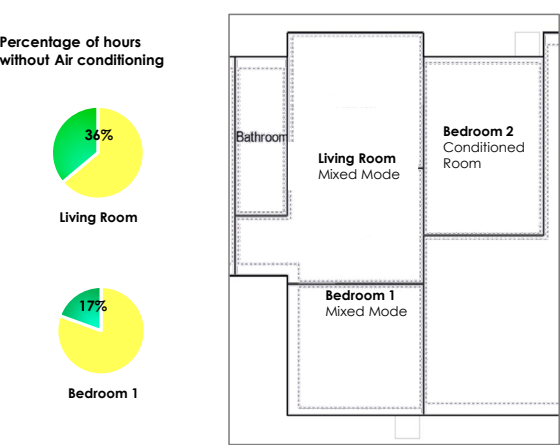 Percentage of hours
without Air conditioning
36%
Living Room
17%
Bedroom 1
Bathroom
Living Room
Mixed Mode
Bedroom 2
Conditioned
Room
Bedroom 1
Mixed Mode